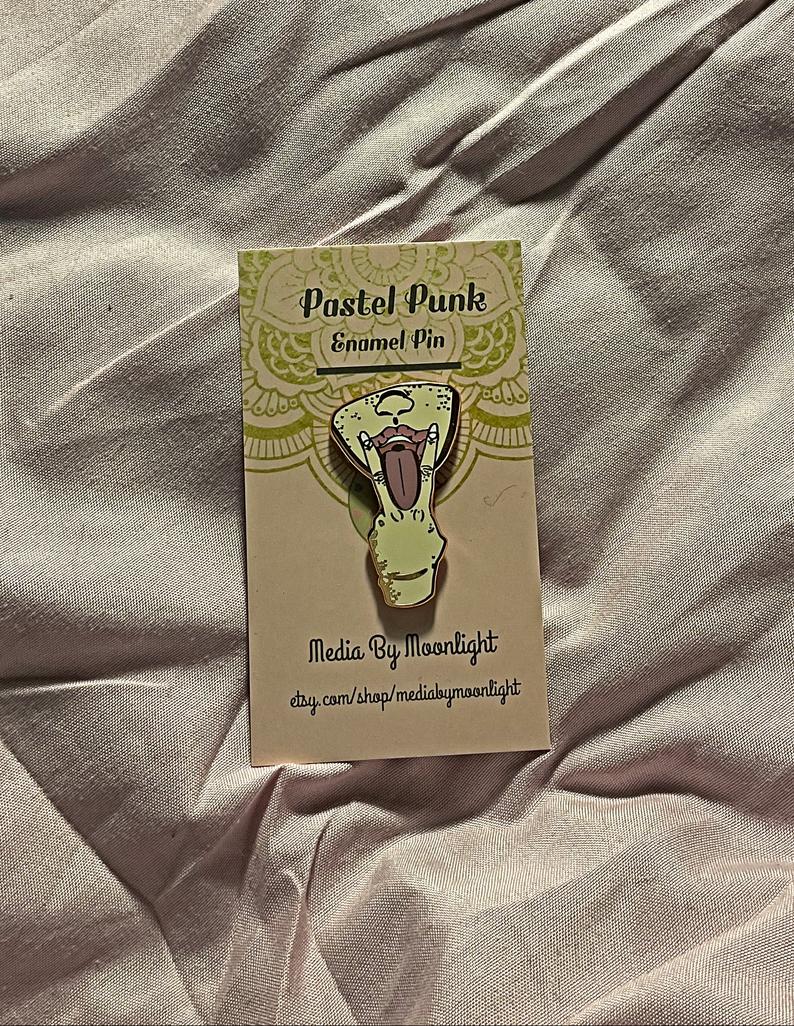 Pastel Punk
Enamel Pin
Media By Moonlight
etsy.com/shop/mediabymoonlight